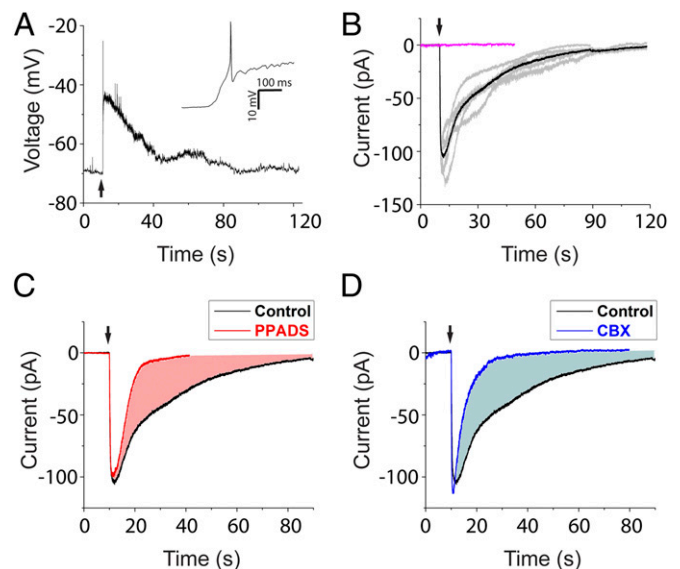 A
-20
-40
-60
-80
Voltage (mV)
0 40 80 120
Time (s)
100 ms
10 mV
B
0
-50
-100
-150
Current (pA)
0 30 60 90 120
Time (s)
C
Control
PPADS
0
-50
-100
Current (pA)
0 20 40 60 80
Time (s)
D
Control
CBX
0
-50
-100
Current (pA)
0 20 40 60 80
Time (s)